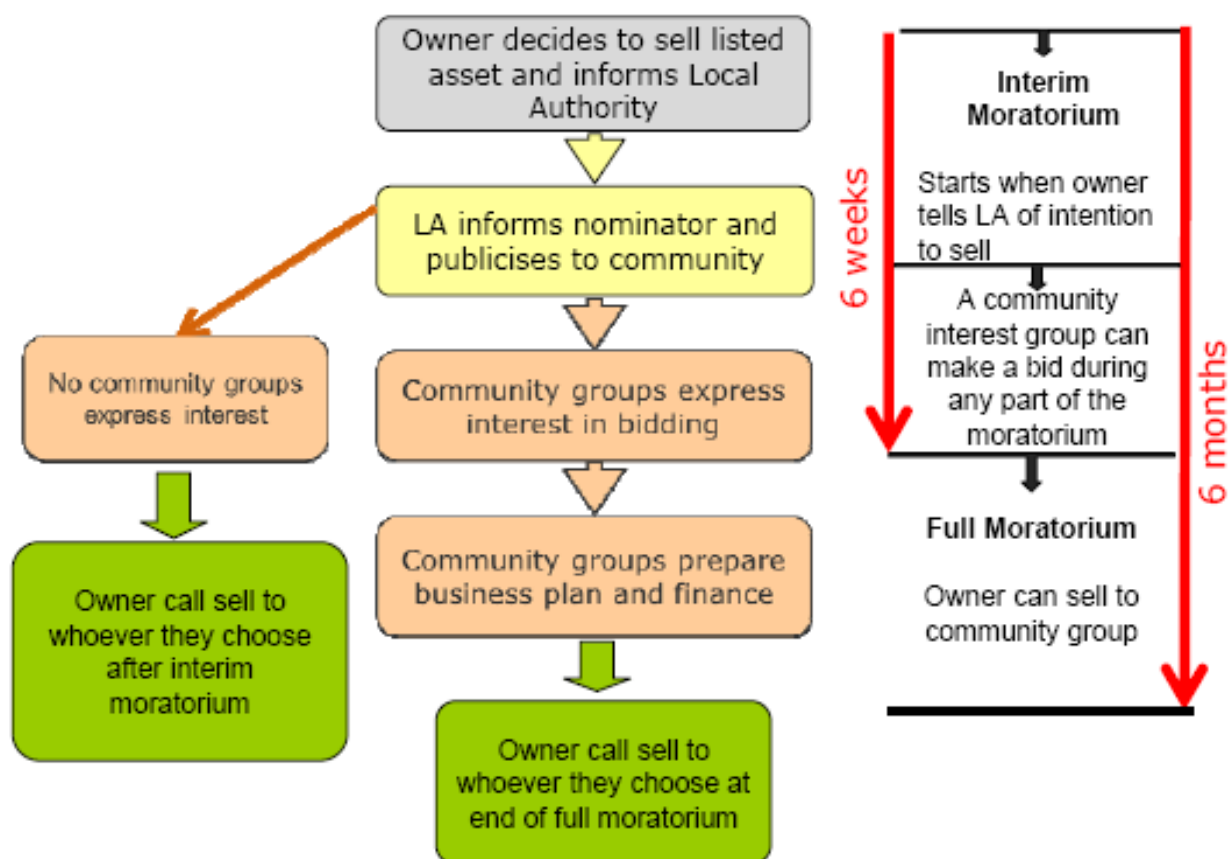 Owner decides to sell listed
asset and informs Local
Authority
LA informs nominator and
publicises to community
No community groups
express interest
Community groups express
interest in bidding
Community groups prepare
business plan and finance
Owner call sell to
whoever they choose
after interim
moratorium
Owner call sell to
whoever they choose at
end of full moratorium
6 weeks
Interim
Moratorium
Starts when owner
tells LA of intention
to sell
A community
interest group can
make a bid during
any part of the
moratorium
Full Moratorium
Owner can sell to
community group
6 months